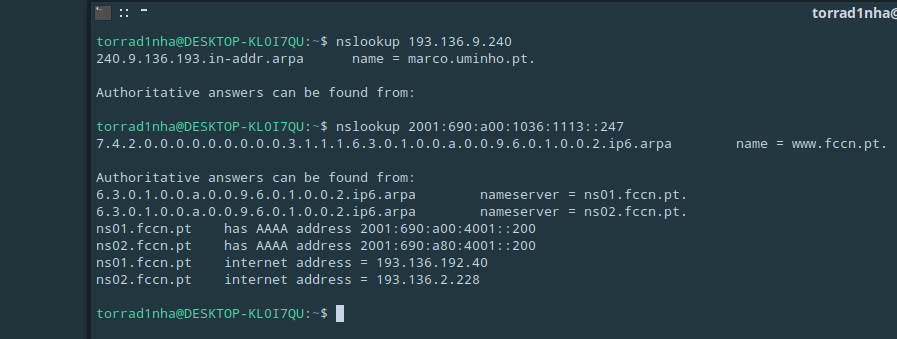 torrad1nha@
torrad1nha@DESKTOP-KL0I7QU:~$ nslookup 193.136.9.240
240.9.136.193.in-addr.arpa name = marco.uminho.pt.
Authoritative answers can be found from:
torrad1nha@DESKTOP-KL0I7QU:~$ nslookup 2001:690:a00:1036:1113::247
7.4.2.0.0.0.0.0.0.0.0.0.3.1.1.1.6.3.0.1.0.0.a.0.0.9.6.0.1.0.0.2.ip6.arpa name = www.fccn.pt.
Authoritative answers can be found from:
6.3.0.1.0.0.a.0.0.9.6.0.1.0.0.2.ip6.arpa nameserver = ns01.fccn.pt.
6.3.0.1.0.0.a.0.0.9.6.0.1.0.0.2.ip6.arpa nameserver = ns02.fccn.pt.
ns01.fccn.pt has AAAA address 2001:690:a00:4001::200
ns02.fccn.pt has AAAA address 2001:690:a80:4001::200
ns01.fccn.pt internet address = 193.136.192.40
ns02.fccn.pt internet address = 193.136.2.228
torrad1nha@DESKTOP-KL0I7QU:~$